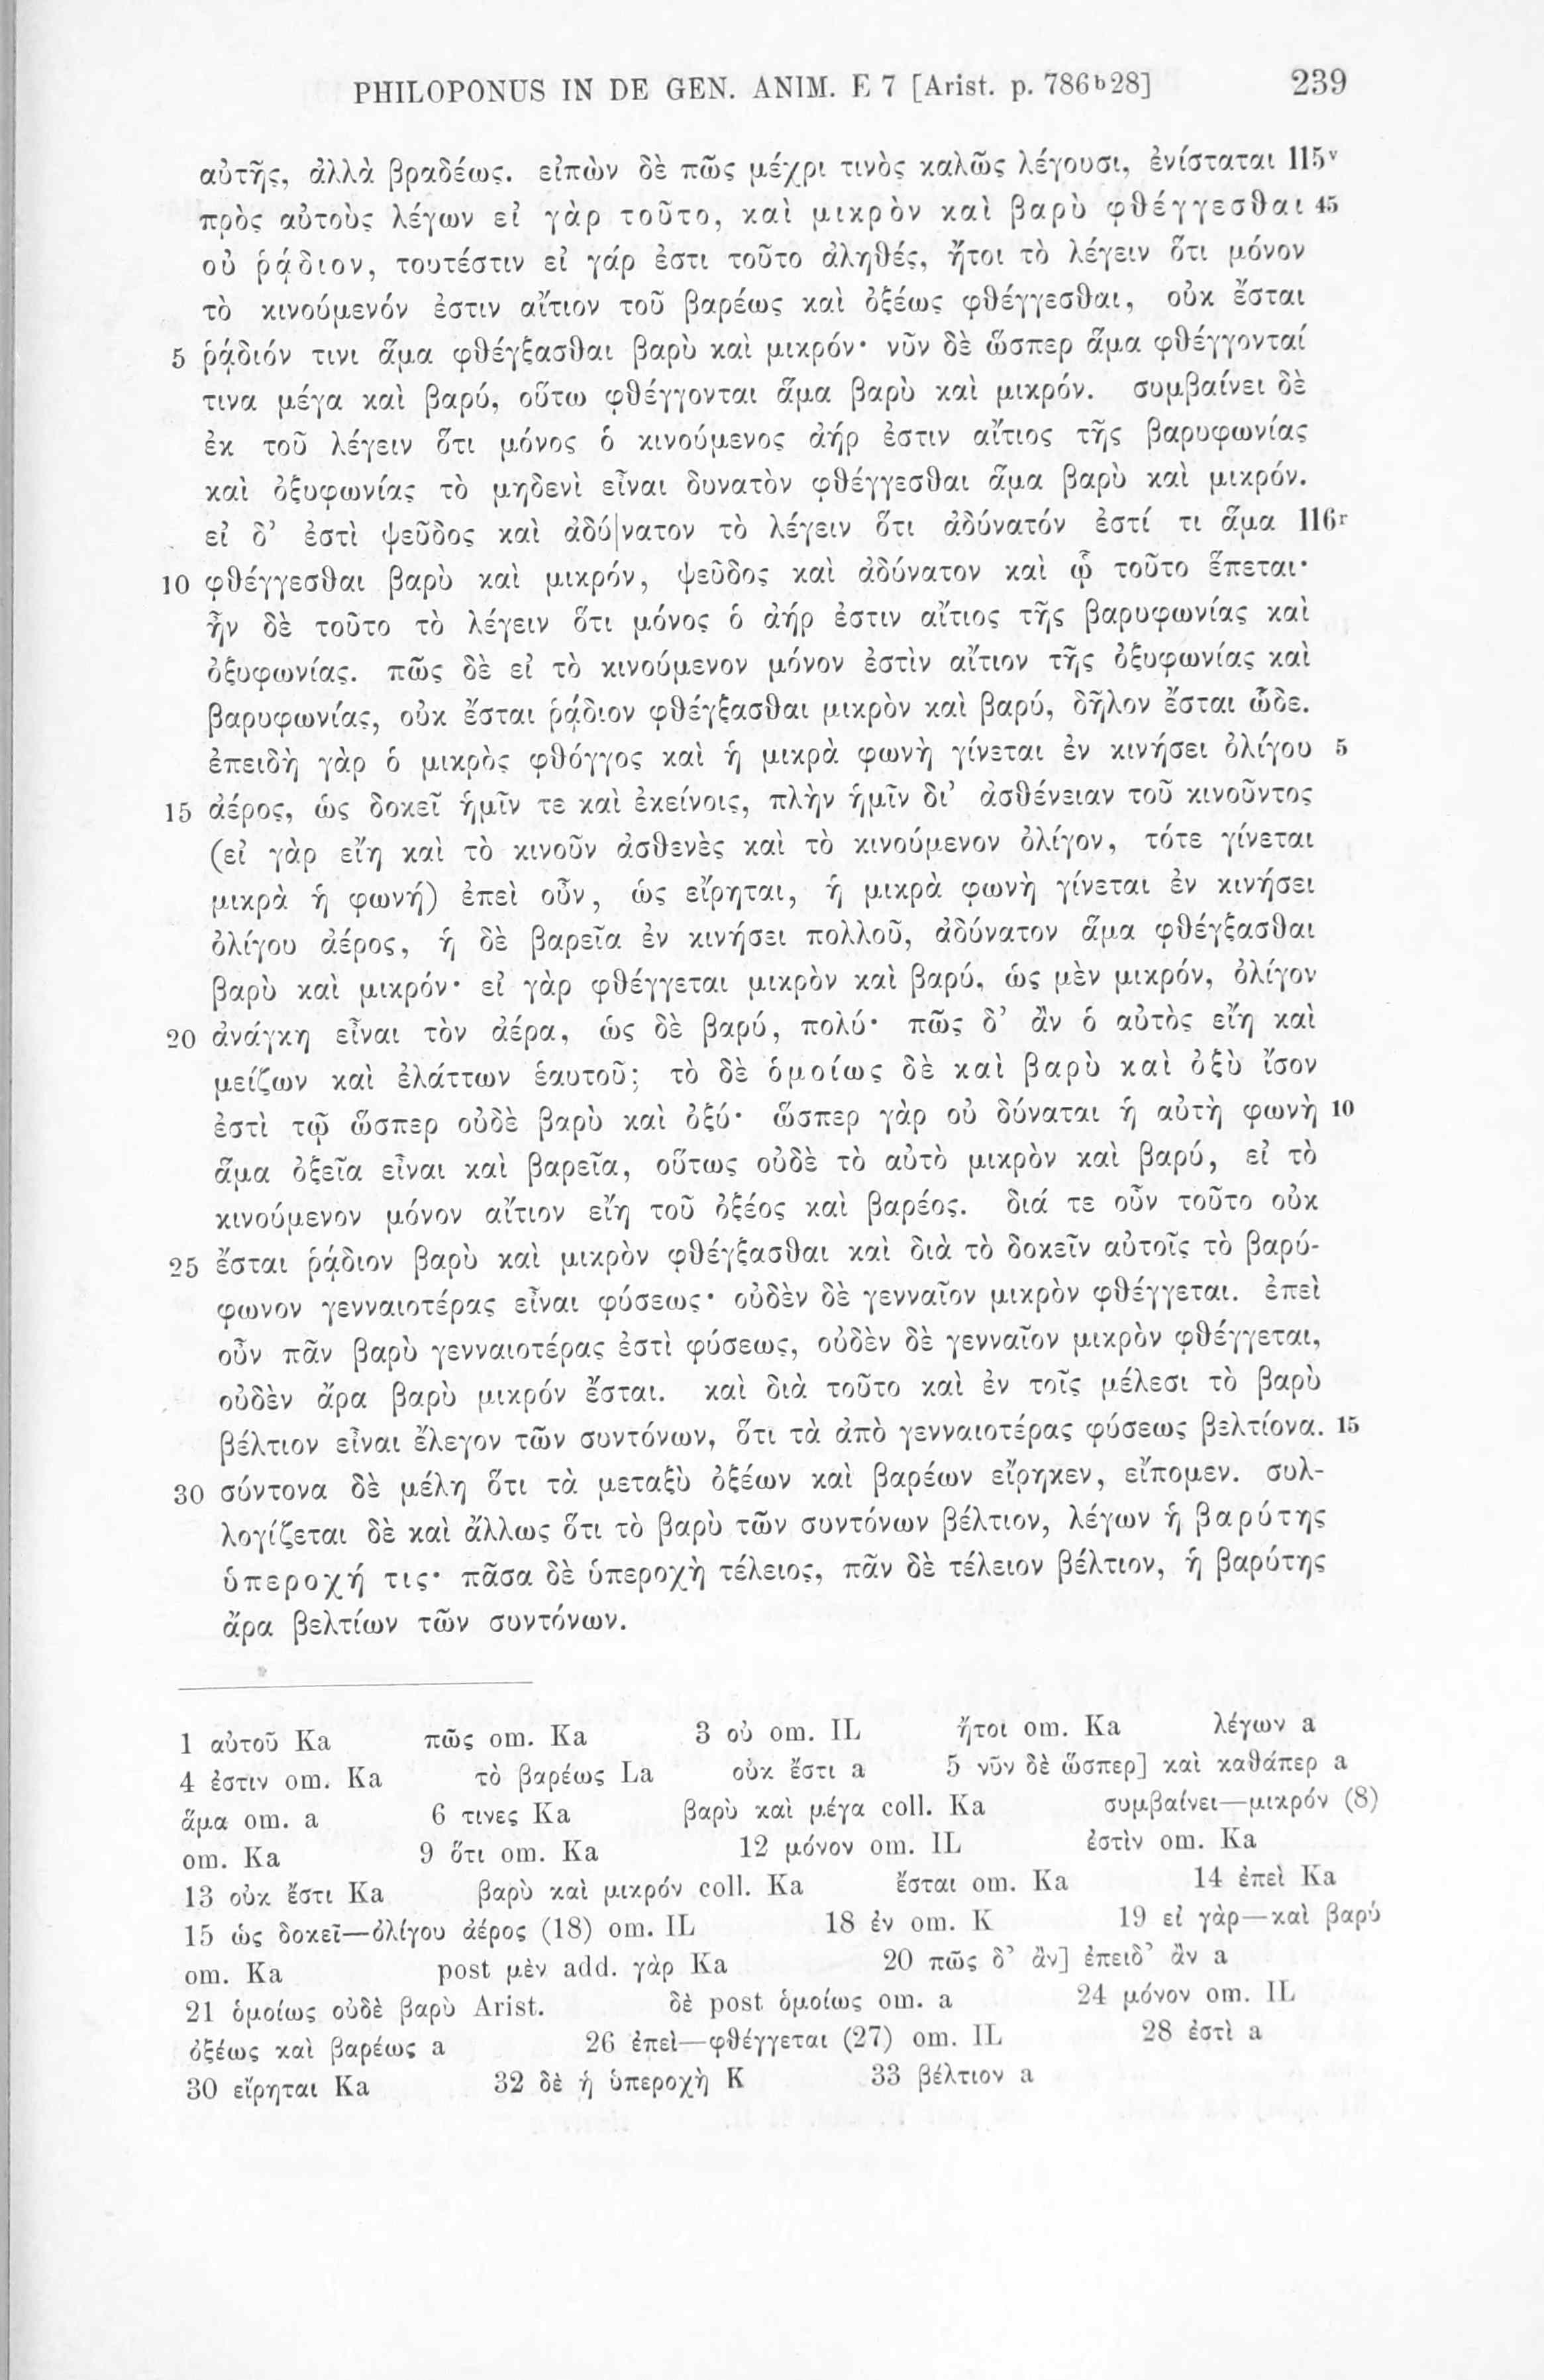 PHILOPONUS IN DE GEN. ANIM. E 7 [Arist. p. 786b28] 239
αὐτῆς, ἀλλὰ βραδέως. εἰπὼν δὲ πῶς μέχρι τινὸς καλῶς λέγουσι, ἐνίσταται 115v
πρὸς αὐτοὺς λέγων εἰ γὰρ τοῦτο, καὶ μικρὸν καὶ βαρὺ φθέγγεσθαι 45
οὐ ῥᾴδιον, τουτέστιν εἰ γάρ ἐστι τοῦτο ἀληθές, ἤτοι τὸ λέγειν ὅτι μόνον
τὸ κινούμενόν ἐστιν αἴτιον τοῦ βαρέως καὶ ὀξέως φθέγγεσθαι, οὐκ ἔσται
5 ῥᾴδιόν τινι ἅμα φθέγξασθαι βαρὺ καὶ μικρόν· νῦν δὲ ὥσπερ ἅμα φθέγγονταί
τινα μέγα καὶ βαρύ, οὕτω φθέγγονται ἅμα βαρὺ καὶ μικρόν. συμβαίνει δὲ
ἐκ τοῦ λέγειν ὅτι μόνος ὁ κινούμενος ἀήρ ἐστιν αἴτιος τῆς βαρυφωνίας
καὶ ὀξυφωνίας τὸ μηδενὶ εἶναι δυνατὸν φθέγγεσθαι ἅμα βαρὺ καὶ μικρόν.
εἰ δ’ ἐστὶ ψεῦδος καὶ ἀδύ|νατον τὸ λέγειν ὅτι ἀδύνατόν ἐστί τι ἅμα 116r
10 φθέγγεσθαι βαρὺ καὶ μικρόν, ψεῦδος καὶ ἀδύνατον καὶ ᾧ τοῦτο ἕπεται·
ἦν δὲ τοῦτο τὸ λέγειν ὅτι μόνος ὁ ἀήρ ἐστιν αἴτιος τῆς βαρυφωνίας καὶ
ὀξυφωνίας. πῶς δὲ εἰ τὸ κινούμενον μόνον ἐστὶν αἴτιον τῆς ὀξυφωνίας καὶ
βαρυφωνίας, οὐκ ἔσται ῥᾴδιον φθέγξασθαι μικρὸν καὶ βαρύ, δῆλον ἔσται ὧδε.
ἐπειδὴ γὰρ ὁ μικρὸς φθόγγος καὶ ἡ μικρὰ φωνὴ γίνεται ἐν κινήσει ὀλίγου 5
15 ἀέρος, ὡς δοκεῖ ἡμῖν τε καὶ ἐκείνοις, πλὴν ἡμῖν δι’ ἀσθένειαν τοῦ κινοῦντος
(εἰ γὰρ εἴη καὶ τὸ κινοῦν ἀσθενὲς καὶ τὸ κινούμενον ὀλίγον, τότε γίνεται
μικρὰ ἡ φωνή) ἐπεὶ οὖν, ὡς εἴρηται, ἡ μικρὰ φωνὴ γίνεται ἐν κινήσει
ὀλίγου ἀέρος, ἡ δὲ βαρεῖα ἐν κινήσει πολλοῦ, ἀδύνατον ἅμα φθέγξασθαι
βαρὺ καὶ μικρόν· εἰ γὰρ φθέγγεται μικρὸν καὶ βαρύ, ὡς μὲν μικρόν, ὀλίγον
20 ἀνάγκη εἶναι τὸν ἀέρα, ὡς δὲ βαρύ, πολύ· πῶς δ’ ἂν ὁ αὐτὸς εἴη καὶ
μείζων καὶ ἐλάττων ἑαυτοῦ; τὸ δὲ ὁμοίως δὲ καὶ βαρὺ καὶ ὀξὺ ἴσον
ἐστὶ τῷ ὥσπερ οὐδὲ βαρὺ καὶ ὀξύ· ὥσπερ γὰρ οὐ δύναται ἡ αὐτὴ φωνὴ 10
ἅμα ὀξεῖα εἶναι καὶ βαρεῖα, οὕτως οὐδὲ τὸ αὐτὸ μικρὸν καὶ βαρύ, εἰ τὸ
κινούμενον μόνον αἴτιον εἴη τοῦ ὀξέος καὶ βαρέος. διά τε οὖν τοῦτο οὐκ
25 ἔσται ῥᾴδιον βαρὺ καὶ μικρὸν φθέγξασθαι καὶ διὰ τὸ δοκεῖν αὐτοῖς τὸ βαρύ-
φωνον γενναιοτέρας εἶναι φύσεως· οὐδὲν δὲ γενναῖον μικρὸν φθέγγεται. ἐπεὶ
οὖν πᾶν βαρὺ γενναιοτέρας ἐστὶ φύσεως, οὐδὲν δὲ γενναῖον μικρὸν φθέγγεται,
οὐδὲν ἄρα βαρὺ μικρόν ἔσται. καὶ διὰ τοῦτο καὶ ἐν τοῖς μέλεσι τὸ βαρὺ
βέλτιον εἶναι ἔλεγον τῶν συντόνων, ὅτι τὰ ἀπὸ γενναιοτέρας φύσεως βελτίονα. 15
30 σύντονα δὲ μέλη ὅτι τὰ μεταξὺ ὀξέων καὶ βαρέων εἴρηκεν, εἴπομεν. συλ-
λογίζεται δὲ καὶ ἄλλως ὅτι τὸ βαρὺ τῶν συντόνων βέλτιον, λέγων ἡ βαρύτης
ὑπεροχή τις· πᾶσα δὲ ὑπεροχὴ τέλειος, πᾶν δὲ τέλειον βέλτιον, ἡ βαρύτης
ἄρα βελτίων τῶν συντόνων.
1 αὐτοῦ Ka πῶς om. Ka 3 οὐ om. IL ἤτοι om. Ka λέγων a
4 ἐστιν om. Ka τὸ βαρέως La οὐκ ἔστι a 5 νῦν δὲ ὥσπερ] καὶ καθάπερ a
ἅμα om. a 6 τινες Ka βαρὺ καὶ μέγα coll. Ka συμβαίνει—μικρόν (8)
om. Ka 9 ὅτι om. Ka 12 μόνον om. IL ἐστὶν om. Ka
13 οὐκ ἔστι Ka βαρὺ καὶ μικρόν coll. Ka ἔσται om. Ka 14 ἐπεὶ Ka
15 ὡς δοκεῖ—ὀλίγου ἀέρος (18) om. IL 18 ἐν om. K 19 εἰ γὰρ—καὶ βαρύ
om. Ka post μὲν add. γὰρ Ka 20 πῶς δ’ ἂν] ἐπειδ’ ἂν a
21 ὁμοίως οὐδὲ βαρὺ Arist. δὲ post ὁμοίως om. a 24 μόνον om. IL
ὀξέως καὶ βαρέως a 26 ἐπεὶ—φθέγγεται (27) om. IL 28 ἐστὶ a
30 εἴρηται Ka 32 δὲ ἡ ὑπεροχὴ K 33 βέλτιον a